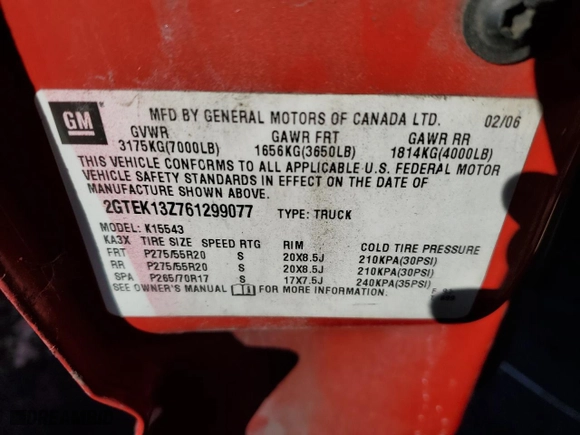 GM
MFD BY GENERAL MOTORS OF CANADA LTD. 02/06
GVWR GAWR FRT GAWR RR
3175KG(7000LB) 1656KG(3650LB) 1814KG(4000LB)
THIS VEHICLE CONFORMS TO ALL APPLICABLE U.S. FEDERAL MOTOR
VEHICLE SAFETY STANDARDS IN EFFECT ON THE DATE OF
MANUFACTURE SHOWN ABOVE.
2GTEK13Z761299077 TYPE: TRUCK
MODEL: K15543
KA3X TIRE SIZE SPEED RTG RIM COLD TIRE PRESSURE
FRT P275/55R20 S 20X8.5J 210KPA(30PSI)
RR P275/55R20 S 20X8.5J 210KPA(30PSI)
SPA P265/70R17 S 17X7.5J 240KPA(35PSI)
SEE OWNER'S MANUAL FOR MORE INFORMATION